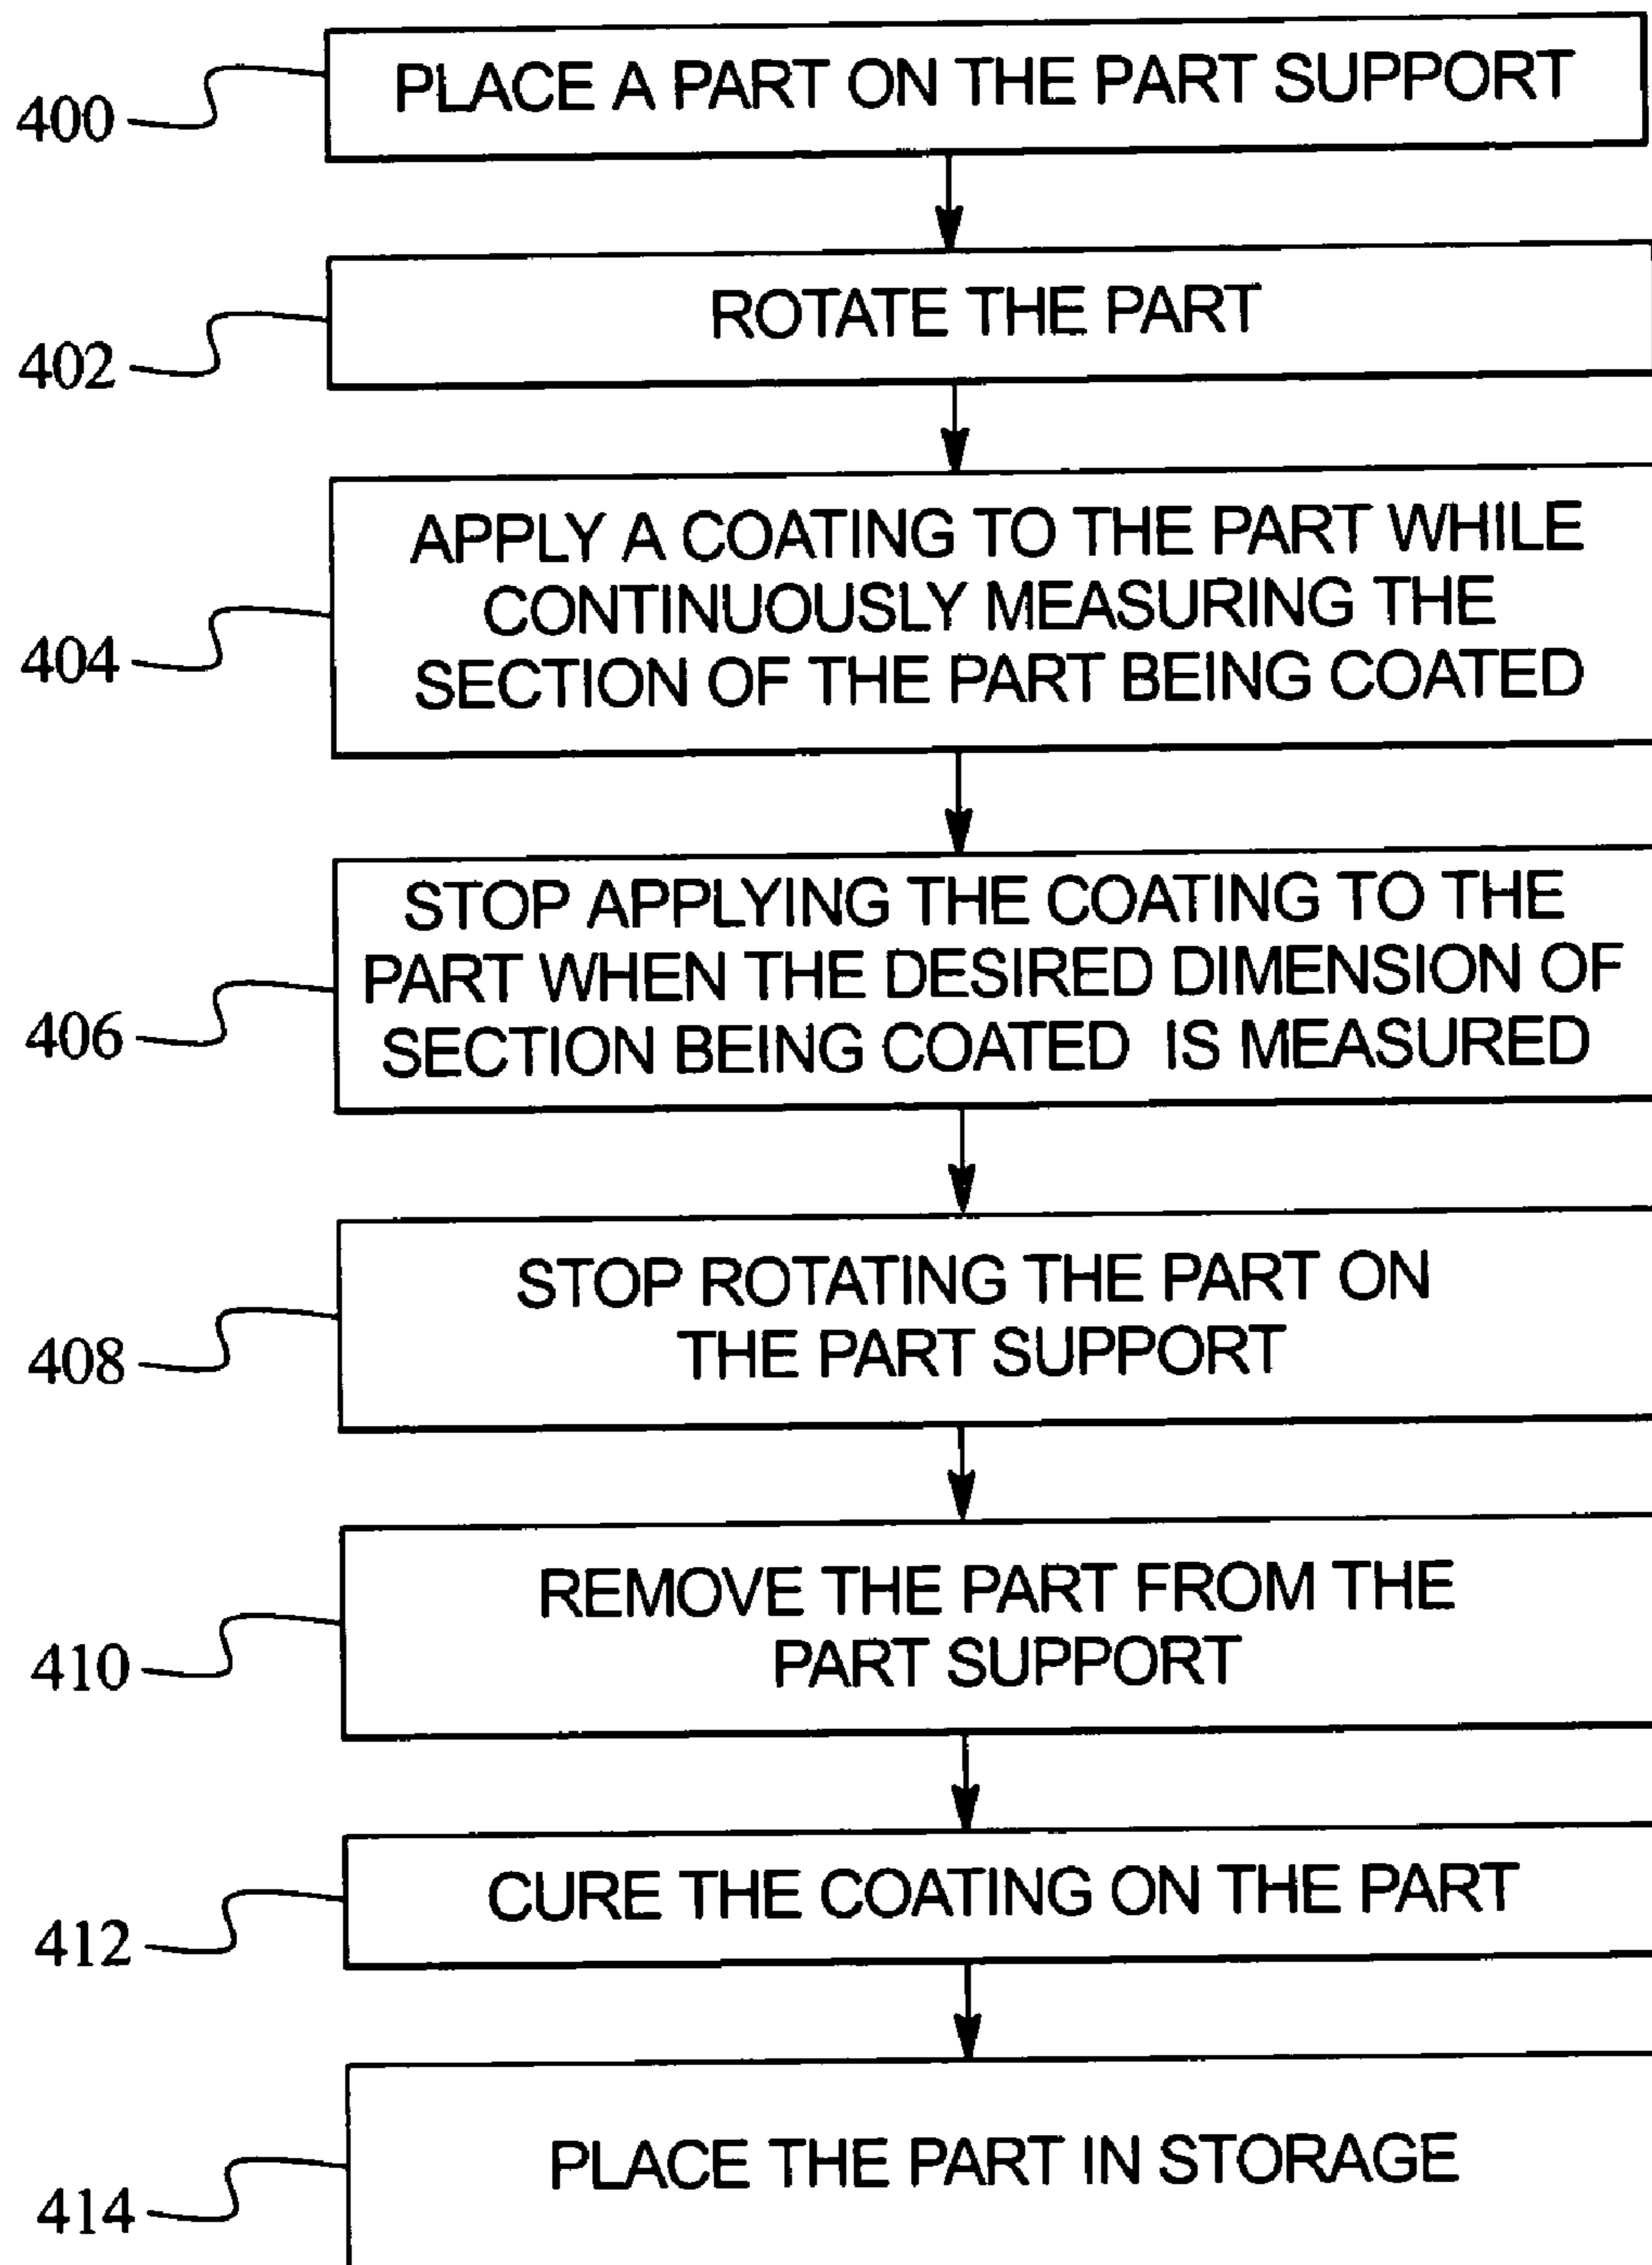 400
PLACE A PART ON THE PART SUPPORT
402
ROTATE THE PART
404
APPLY A COATING TO THE PART WHILE
CONTINUOUSLY MEASURING THE
SECTION OF THE PART BEING COATED
406
STOP APPLYING THE COATING TO THE
PART WHEN THE DESIRED DIMENSION OF
SECTION BEING COATED IS MEASURED
408
STOP ROTATING THE PART ON
THE PART SUPPORT
410
REMOVE THE PART FROM THE
PART SUPPORT
412
CURE THE COATING ON THE PART
414
PLACE THE PART IN STORAGE